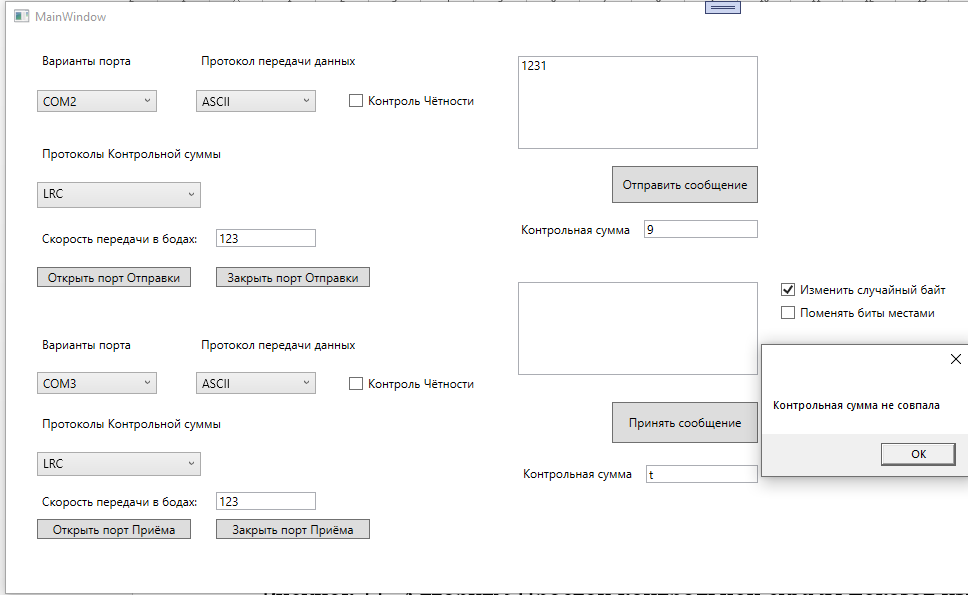 MainWindow
Варианты порта
Протокол передачи данных
COM2
ASCII
Контроль Чётности
1231
Протоколы Контрольной суммы
LRC
Отправить сообщение
Скорость передачи в бодах:
123
Контрольная сумма
9
Открыть порт Отправки
Закрыть порт Отправки
Изменить случайный байт
Поменять биты местами
Варианты порта
Протокол передачи данных
COM3
ASCII
Контроль Чётности
Контрольная сумма не совпала
OK
Протоколы Контрольной суммы
LRC
Принять сообщение
Контрольная сумма
t
Скорость передачи в бодах:
123
Открыть порт Приёма
Закрыть порт Приёма